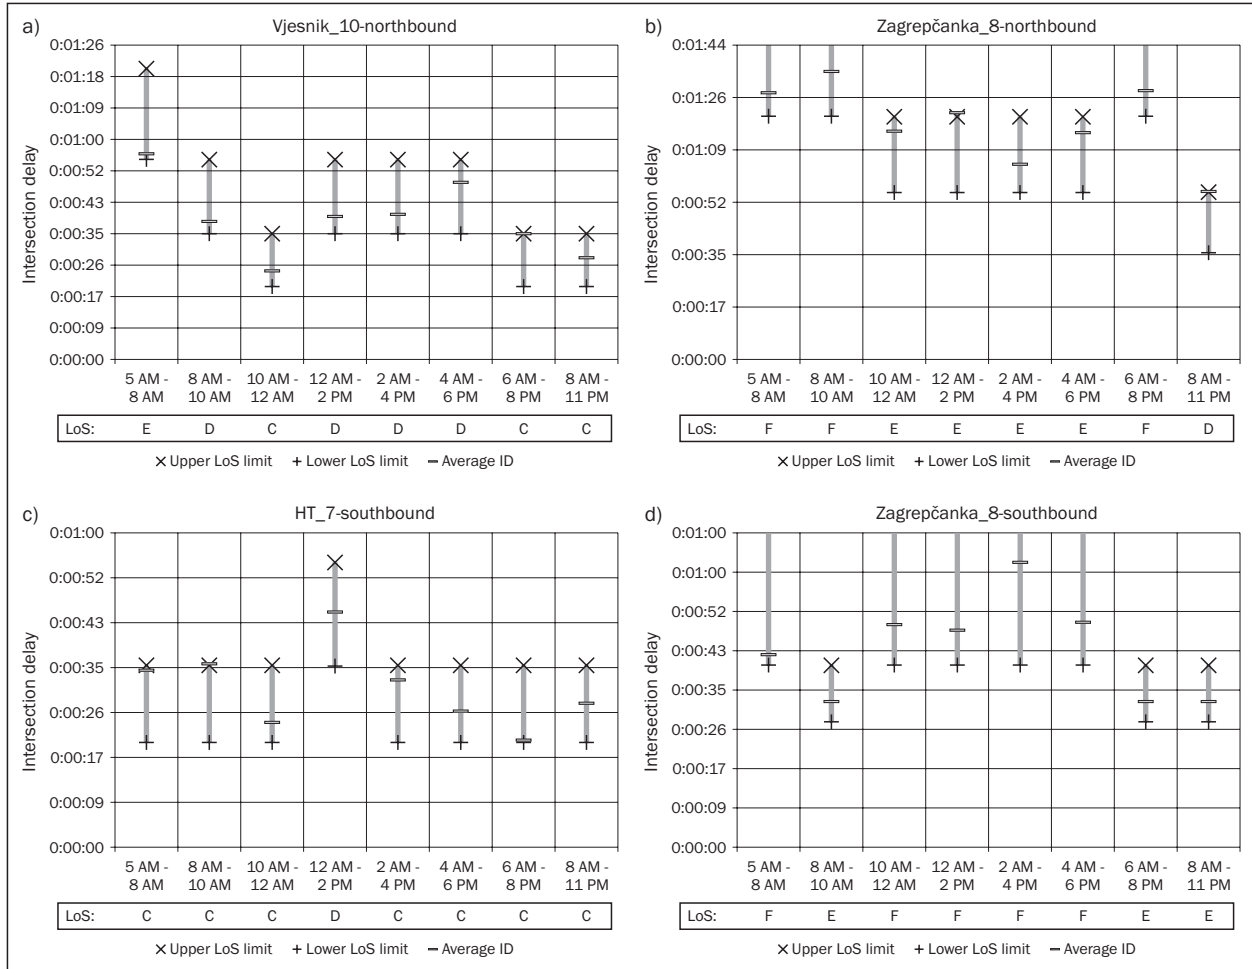 a)
Vjesnik_10-northbound
Intersection delay
0:01:26
0:01:18
0:01:09
0:01:00
0:00:52
0:00:43
0:00:35
0:00:26
0:00:17
0:00:09
0:00:00
5 AM - 8 AM - 10 AM - 12 AM - 2 AM - 4 AM - 6 AM - 8 AM -
8 AM 10 AM 12 AM 2 PM 4 PM 6 PM 8 PM 11 PM
LoS: E D C D D D C C
× Upper LoS limit + Lower LoS limit − Average ID
b)
Zagrepčanka_8-northbound
Intersection delay
0:01:44
0:01:26
0:01:09
0:00:52
0:00:35
0:00:17
0:00:00
5 AM - 8 AM - 10 AM - 12 AM - 2 AM - 4 AM - 6 AM - 8 AM -
8 AM 10 AM 12 AM 2 PM 4 PM 6 PM 8 PM 11 PM
LoS: F F E E E E F D
× Upper LoS limit + Lower LoS limit − Average ID
c)
HT_7-southbound
Intersection delay
0:01:00
0:00:52
0:00:43
0:00:35
0:00:26
0:00:17
0:00:09
0:00:00
5 AM - 8 AM - 10 AM - 12 AM - 2 AM - 4 AM - 6 AM - 8 AM -
8 AM 10 AM 12 AM 2 PM 4 PM 6 PM 8 PM 11 PM
LoS: C C C D C C C C
× Upper LoS limit + Lower LoS limit − Average ID
d)
Zagrepčanka_8-southbound
Intersection delay
0:01:00
0:01:00
0:00:52
0:00:43
0:00:35
0:00:26
0:00:17
0:00:09
0:00:00
5 AM - 8 AM - 10 AM - 12 AM - 2 AM - 4 AM - 6 AM - 8 AM -
8 AM 10 AM 12 AM 2 PM 4 PM 6 PM 8 PM 11 PM
LoS: F E F F F F E E
× Upper LoS limit + Lower LoS limit − Average ID